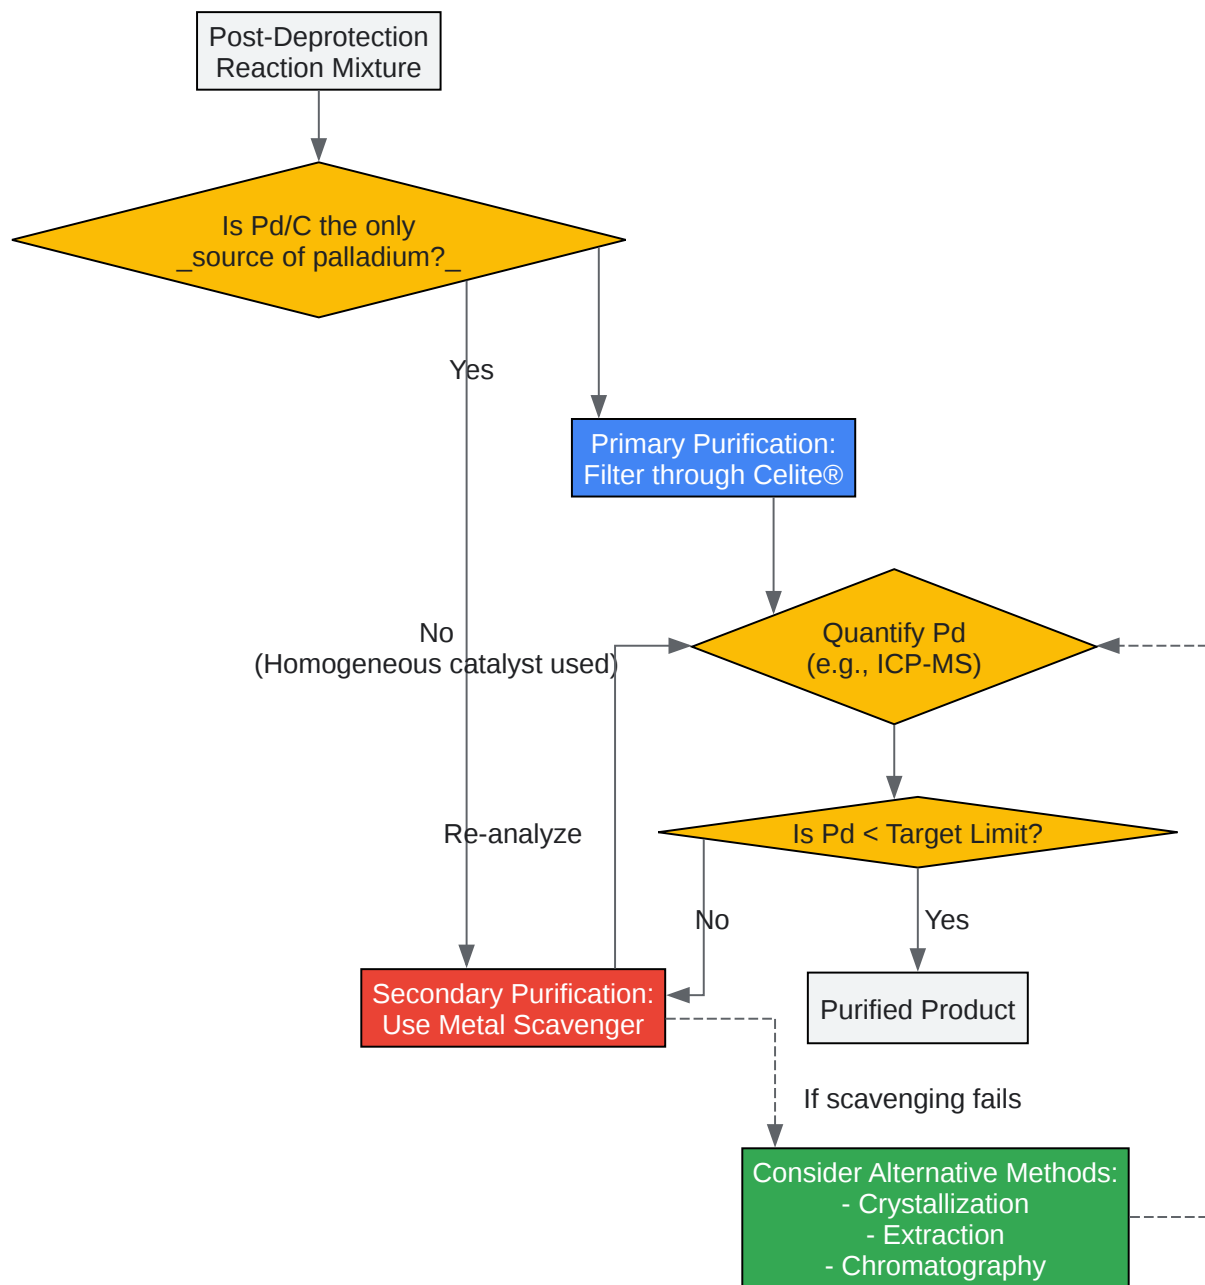 Post-Deprotection
Reaction Mixture
Is Pd/C the only
_source of palladium?_
Yes
Primary Purification:
Filter through Celite®
No
(Homogeneous catalyst used)
Quantify Pd
(e.g., ICP-MS)
Re-analyze
Is Pd < Target Limit?
No
Yes
Secondary Purification:
Use Metal Scavenger
Purified Product
If scavenging fails
Consider Alternative Methods:
- Crystallization
- Extraction
- Chromatography